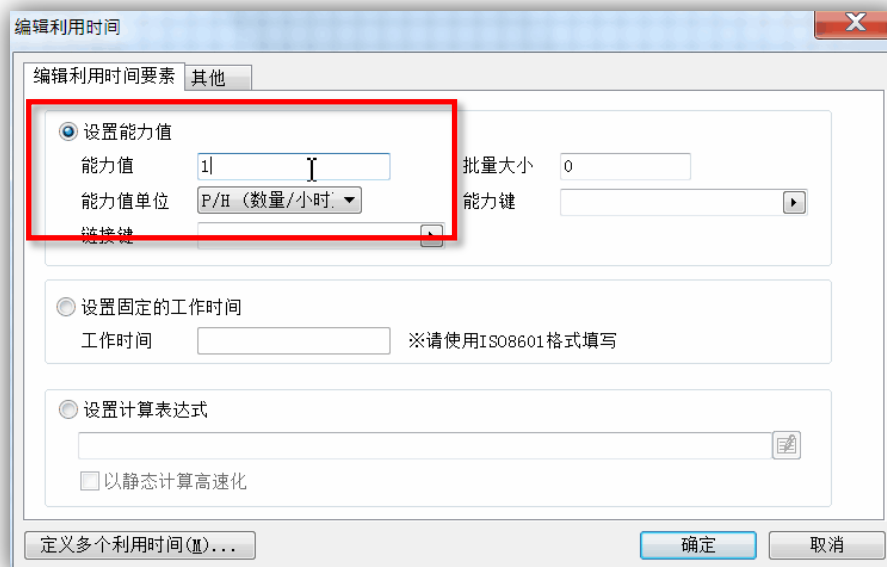 编辑利用时间
编辑利用时间要素 其他
设置能力值
能力值 1 批量大小 0
能力值单位 P/H (数量/小时) 能力键
链接键
设置固定的工作时间
工作时间 ※请使用ISO8601格式填写
设置计算表达式
以静态计算高速化
定义多个利用时间(M)... 确定 取消